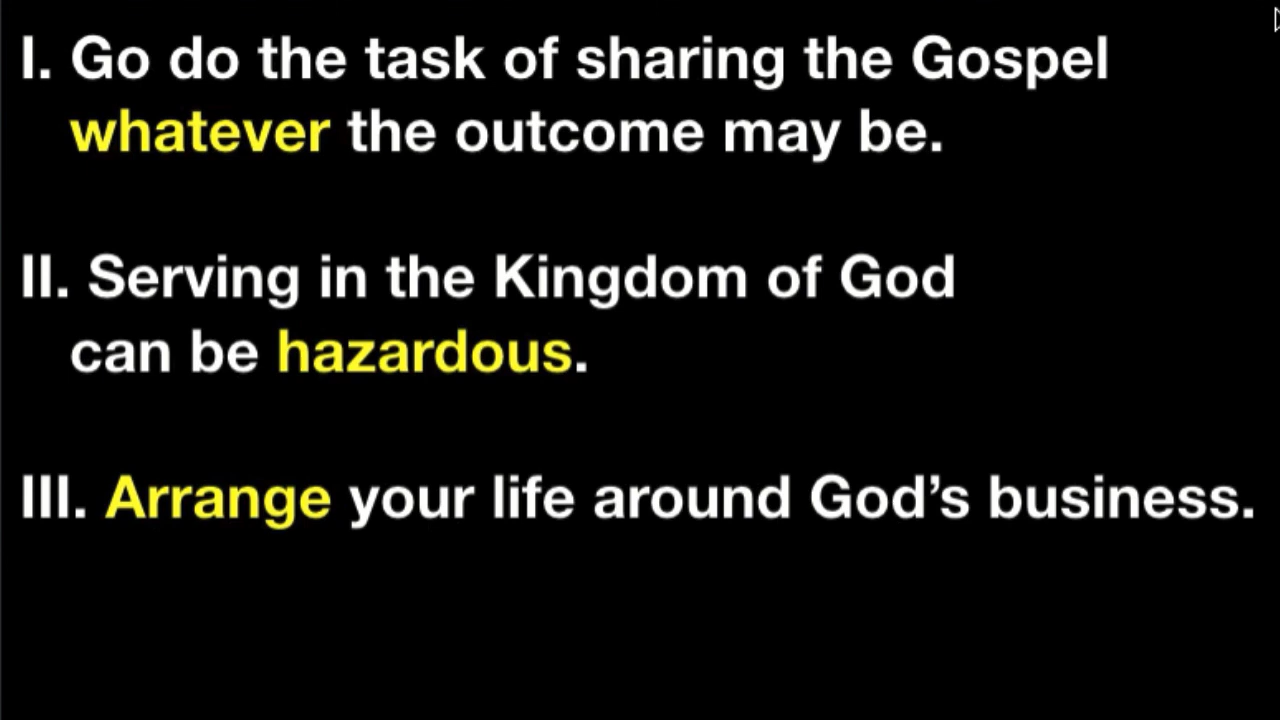 I. Go do the task of sharing the Gospel
whatever the outcome may be.
II. Serving in the Kingdom of God
can be hazardous.
III. Arrange your life around God’s business.